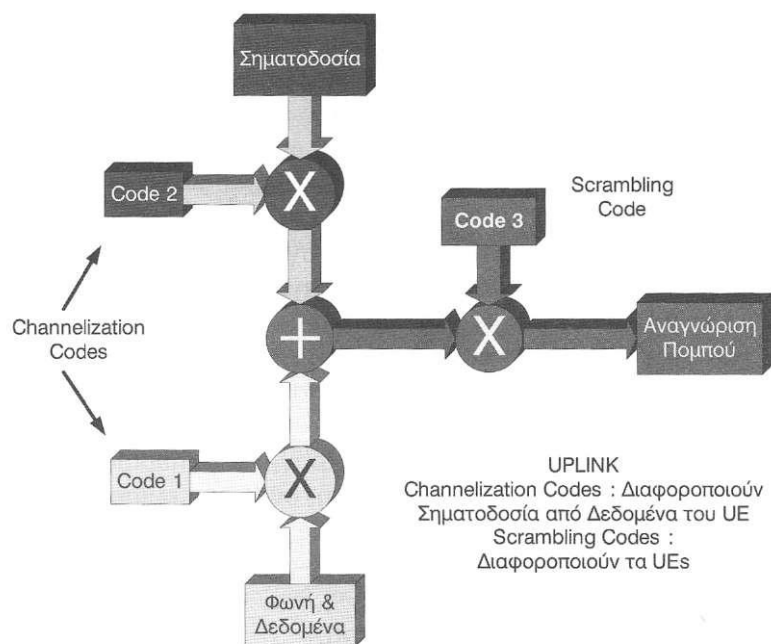 Σηματοδοσία
Code 2
X
Code 3
Scrambling
Code
Channelization
Codes
+
X
Αναγνώριση
Πομπού
Code 1
X
UPLINK
Channelization Codes : Διαφοροποιούν
Σηματοδοσία από Δεδομένα του UE
Scrambling Codes :
Διαφοροποιούν τα UEs
Φωνή &
Δεδομένα